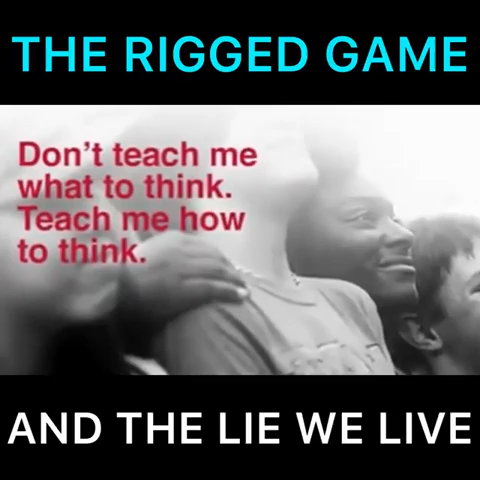 THE RIGGED GAME
Don't teach me
what to think.
Teach me how
to think.
AND THE LIE WE LIVE